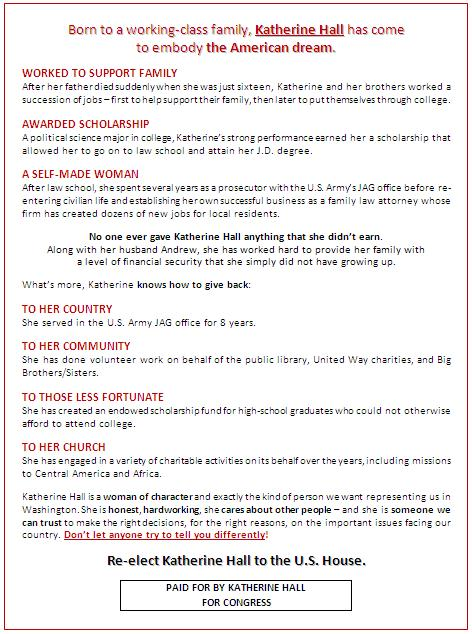 Born to a working-class family, Katherine Hall has come
to embody the American dream.
WORKED TO SUPPORT FAMILY
After her father died suddenly when she was just sixteen, Katherine and her brothers worked a
succession of jobs – first to help support their family, then later to put themselves through college.
AWARDED SCHOLARSHIP
A political science major in college, Katherine's strong performance earned her a scholarship that
allowed her to go on to law school and attain her J.D. degree.
A SELF-MADE WOMAN
After law school, she spent several years as a prosecutor with the U.S. Army's JAG office before re-
entering civilian life and establishing her own successful business as a family law attorney whose
firm has created dozens of new jobs for local residents.
No one ever gave Katherine Hall anything that she didn't earn.
Along with her husband Andrew, she has worked hard to provide her family with
a level of financial security that she simply did not have growing up.
What's more, Katherine knows how to give back:
TO HER COUNTRY
She served in the U.S. Army JAG office for 8 years.
TO HER COMMUNITY
She has done volunteer work on behalf of the public library, United Way charities, and Big
Brothers/Sisters.
TO THOSE LESS FORTUNATE
She has created an endowed scholarship fund for high-school graduates who could not otherwise
afford to attend college.
TO HER CHURCH
She has engaged in a variety of charitable activities on its behalf over the years, including missions
to Central America and Africa.
Katherine Hall is a woman of character and exactly the kind of person we want representing us in
Washington. She is honest, hardworking, she cares about other people – and she is someone we
can trust to make the right decisions, for the right reasons, on the important issues facing our
country. Don't let anyone try to tell you differently!
Re-elect Katherine Hall to the U.S. House.
PAID FOR BY KATHERINE HALL
FOR CONGRESS